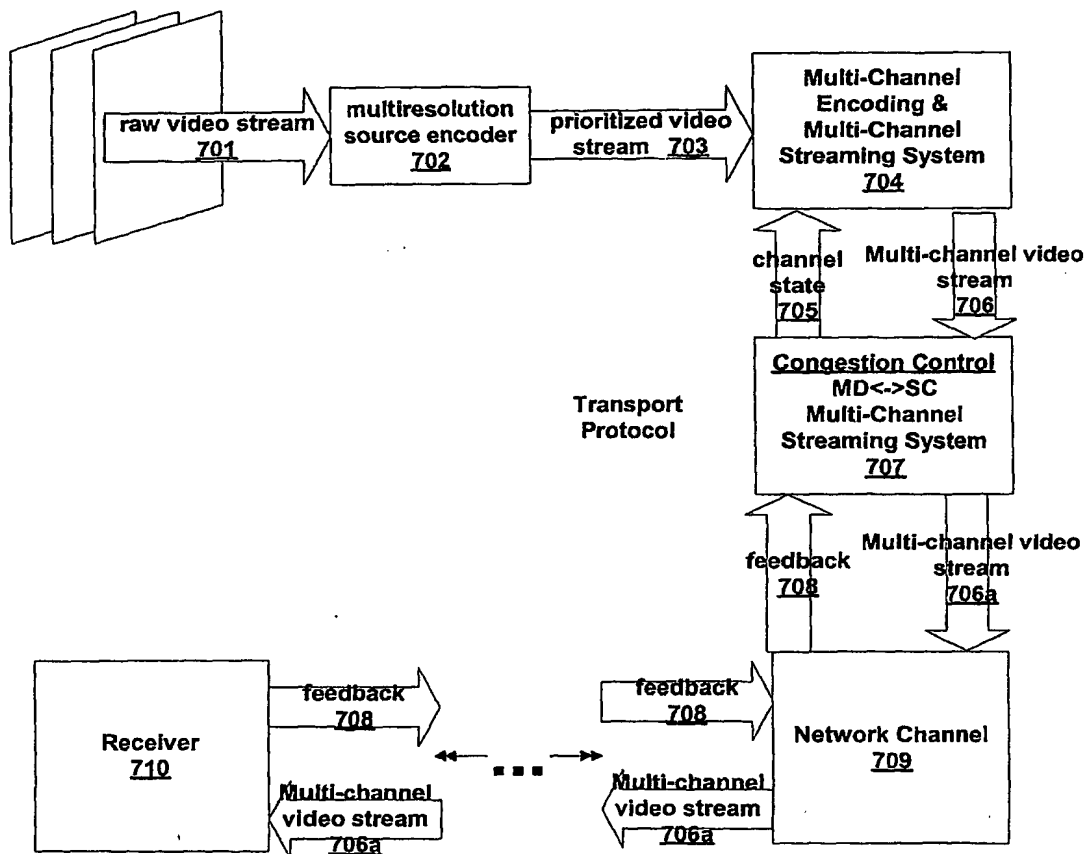 raw video stream
701
multiresolution
source encoder
702
prioritized video
stream 703
Multi-Channel
Encoding &
Multi-Channel
Streaming System
704
channel
state
705
Multi-channel video
stream
706
Transport
Protocol
Congestion Control
MD<->SC
Multi-Channel
Streaming System
707
feedback
708
Multi-channel video
stream
706a
Receiver
710
feedback
708
feedback
708
Network Channel
709
Multi-channel
video stream
706a
Multi-channel
video stream
706a